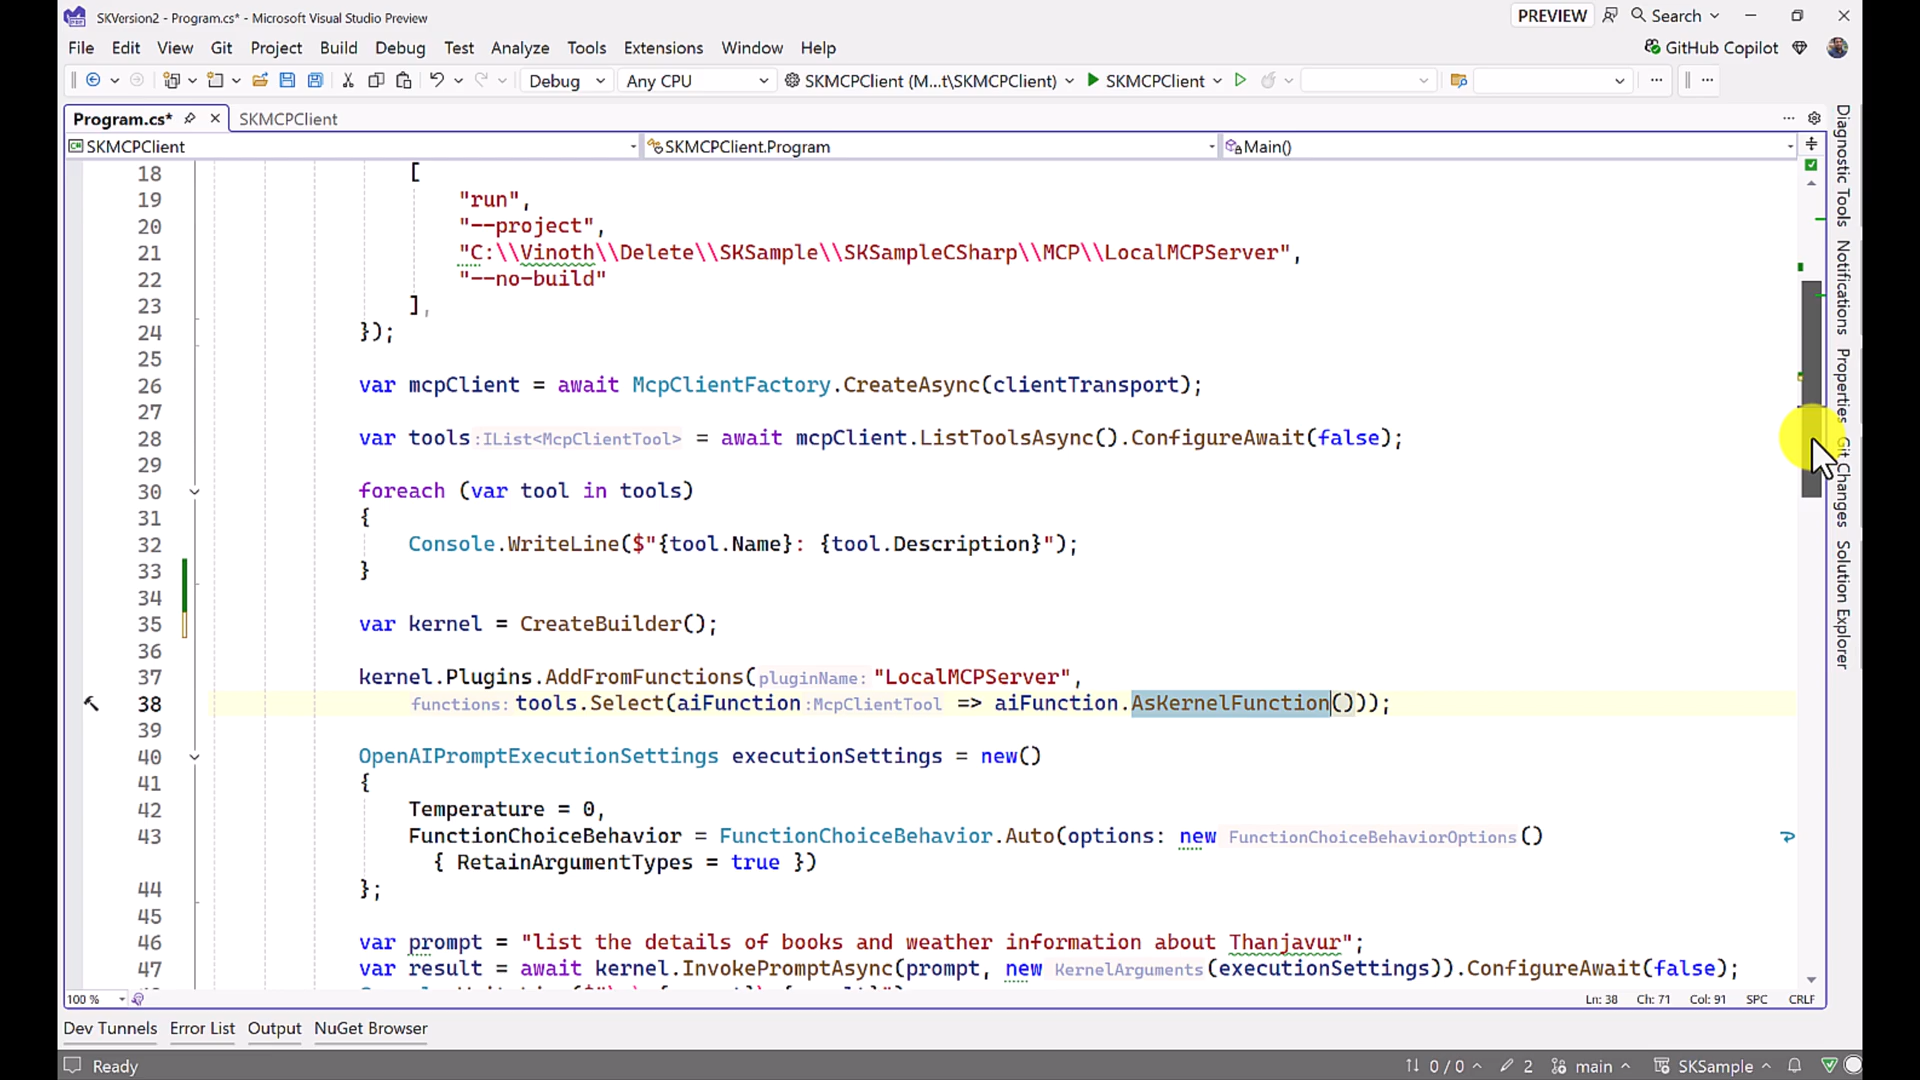 SKVersion2 - Program.cs* - Microsoft Visual Studio Preview
PREVIEW
Search
File Edit View Git Project Build Debug Test Analyze Tools Extensions Window Help
GitHub Copilot
Debug Any CPU SKMCPClient (M...t\SKMCPClient) SKMCPClient
Program.cs* SKMCPClient
SKMCPClient SKMCPClient.Program Main()
18 [
19 "run",
20 "--project",
21 "C:\\Vinoth\\Delete\\SKSample\\SKSampleCSharp\\MCP\\LocalMCPServer",
22 "--no-build"
23 ],
24 });
25
26 var mcpClient = await McpClientFactory.CreateAsync(clientTransport);
27
28 var tools:IList<McpClientTool> = await mcpClient.ListToolsAsync().ConfigureAwait(false);
29
30 foreach (var tool in tools)
31 {
32 Console.WriteLine($"{tool.Name}: {tool.Description}");
33 }
34
35 var kernel = CreateBuilder();
36
37 kernel.Plugins.AddFromFunctions(pluginName: "LocalMCPServer",
38 functions: tools.Select(aiFunction:McpClientTool => aiFunction.AsKernelFunction()));
39
40 OpenAIPromptExecutionSettings executionSettings = new()
41 {
42 Temperature = 0,
43 FunctionChoiceBehavior = FunctionChoiceBehavior.Auto(options: new FunctionChoiceBehaviorOptions()
{ RetainArgumentTypes = true })
44 };
45
46 var prompt = "list the details of books and weather information about Thanjavur";
47 var result = await kernel.InvokePromptAsync(prompt, new KernelArguments(executionSettings)).ConfigureAwait(false);
100 %
Ln: 38 Ch: 71 Col: 91 SPC CRLF
Diagnostic Tools
Notifications
Properties
Git Changes
Solution Explorer
Dev Tunnels Error List Output NuGet Browser
Ready
0 / 0 2 main SKSample